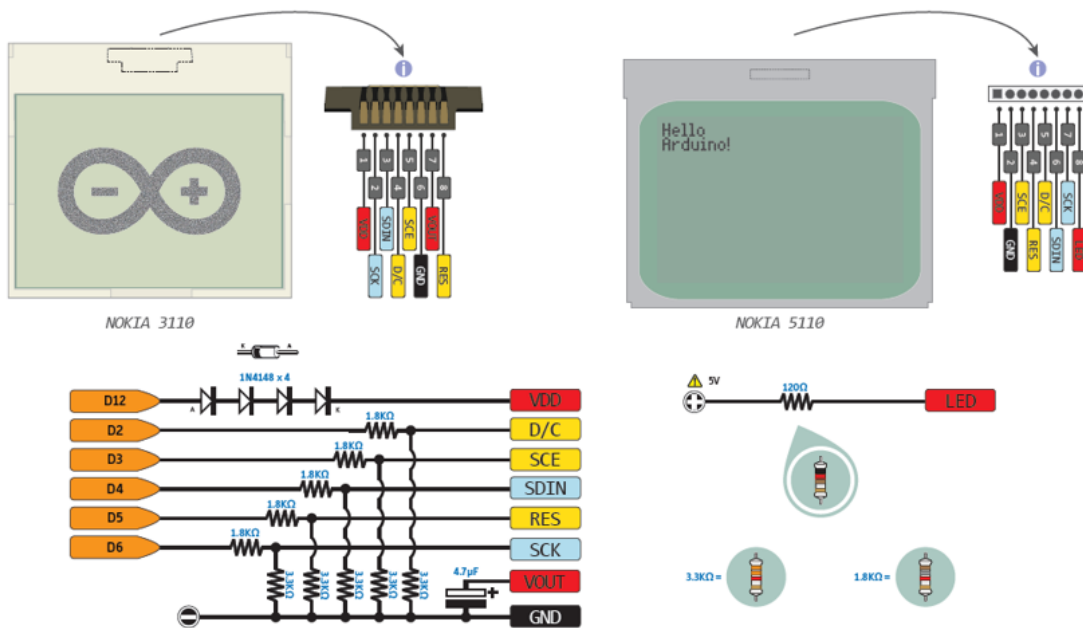 i
1
2
3
4
5
6
7
8
VDD
SCK
SDIN
D/C
SCE
GND
VOUT
RES
NOKIA 3110
Hello
Arduino!
i
1
2
3
4
5
6
7
8
VDD
GND
SCE
RES
D/C
SDIN
SCK
LED
NOKIA 5110
K A
1N4148 x 4
D12
A
K
VDD
D2
1.8KΩ
D/C
D3
1.8KΩ
SCE
D4
1.8KΩ
SDIN
D5
1.8KΩ
RES
D6
1.8KΩ
SCK
3.3KΩ
3.3KΩ
3.3KΩ
3.3KΩ
3.3KΩ
4.7µF
+
VOUT
GND
5V
120Ω
LED
3.3KΩ =
1.8KΩ =